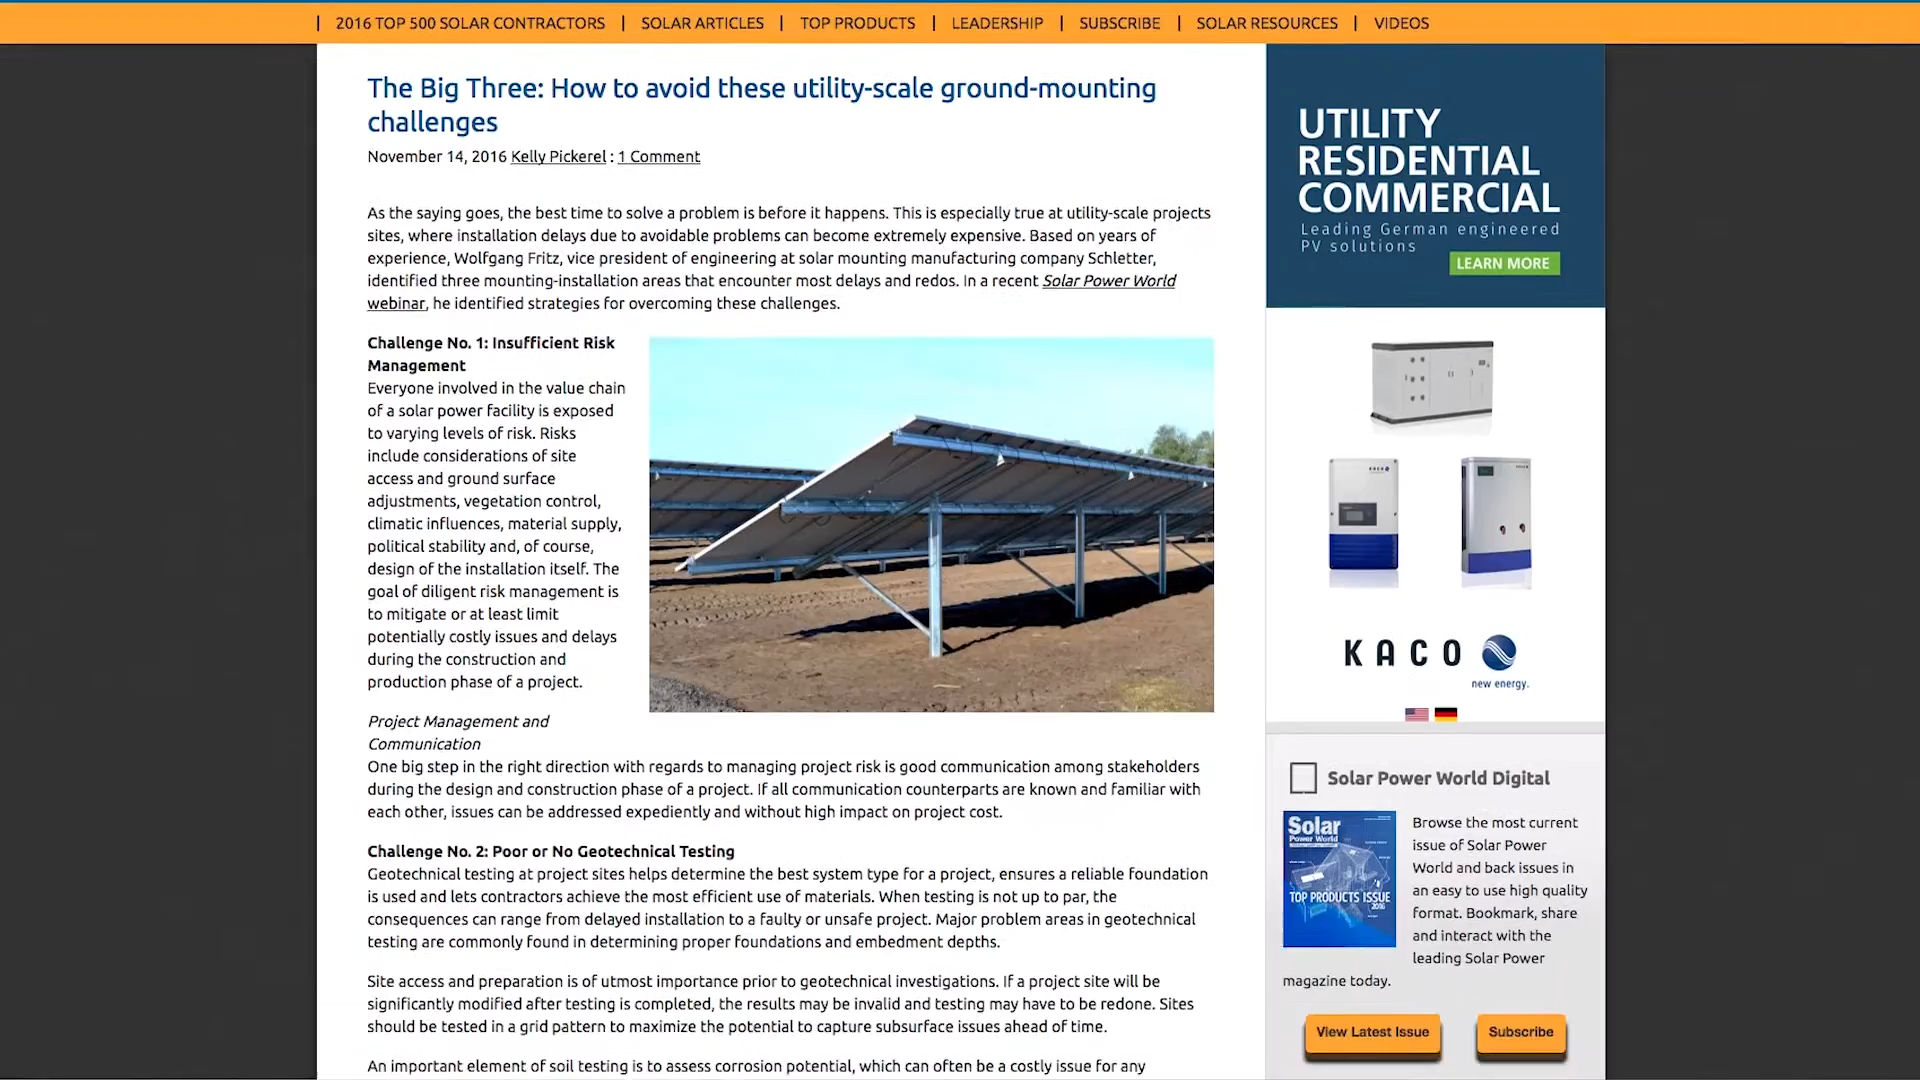 2016 TOP 500 SOLAR CONTRACTORS
SOLAR ARTICLES
TOP PRODUCTS
LEADERSHIP
SUBSCRIBE
SOLAR RESOURCES
VIDEOS
The Big Three: How to avoid these utility-scale ground-mounting
challenges
November 14, 2016 Kelly Pickerel : 1 Comment
As the saying goes, the best time to solve a problem is before it happens. This is especially true at utility-scale projects
sites, where installation delays due to avoidable problems can become extremely expensive. Based on years of
experience, Wolfgang Fritz, vice president of engineering at solar mounting manufacturing company Schletter,
identified three mounting-installation areas that encounter most delays and redos. In a recent Solar Power World
webinar, he identified strategies for overcoming these challenges.
Challenge No. 1: Insufficient Risk
Management
Everyone involved in the value chain
of a solar power facility is exposed
to varying levels of risk. Risks
include considerations of site
access and ground surface
adjustments, vegetation control,
climatic influences, material supply,
political stability and, of course,
design of the installation itself. The
goal of diligent risk management is
to mitigate or at least limit
potentially costly issues and delays
during the construction and
production phase of a project.
Project Management and
Communication
One big step in the right direction with regards to managing project risk is good communication among stakeholders
during the design and construction phase of a project. If all communication counterparts are known and familiar with
each other, issues can be addressed expediently and without high impact on project cost.
Challenge No. 2: Poor or No Geotechnical Testing
Geotechnical testing at project sites helps determine the best system type for a project, ensures a reliable foundation
is used and lets contractors achieve the most efficient use of materials. When testing is not up to par, the
consequences can range from delayed installation to a faulty or unsafe project. Major problem areas in geotechnical
testing are commonly found in determining proper foundations and embedment depths.
Site access and preparation is of utmost importance prior to geotechnical investigations. If a project site will be
significantly modified after testing is completed, the results may be invalid and testing may have to be redone. Sites
should be tested in a grid pattern to maximize the potential to capture subsurface issues ahead of time.
An important element of soil testing is to assess corrosion potential, which can often be a costly issue for any
UTILITY
RESIDENTIAL
COMMERCIAL
Leading German engineered
PV solutions
LEARN MORE
KACO
new energy.
Solar Power World Digital
Solar
Power World
TOP PRODUCTS ISSUE
2016
Browse the most current
issue of Solar Power
World and back issues in
an easy to use high quality
format. Bookmark, share
and interact with the
leading Solar Power
magazine today.
View Latest Issue
Subscribe